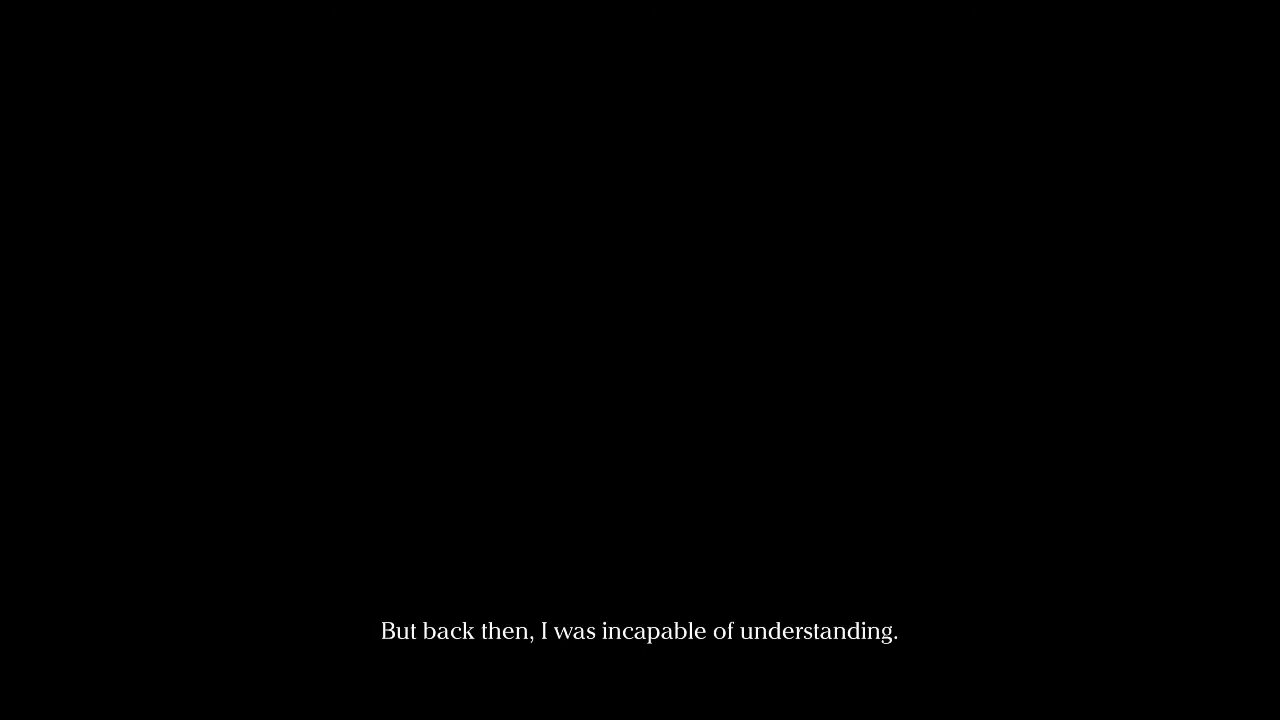 But back then, I was incapable of understanding.